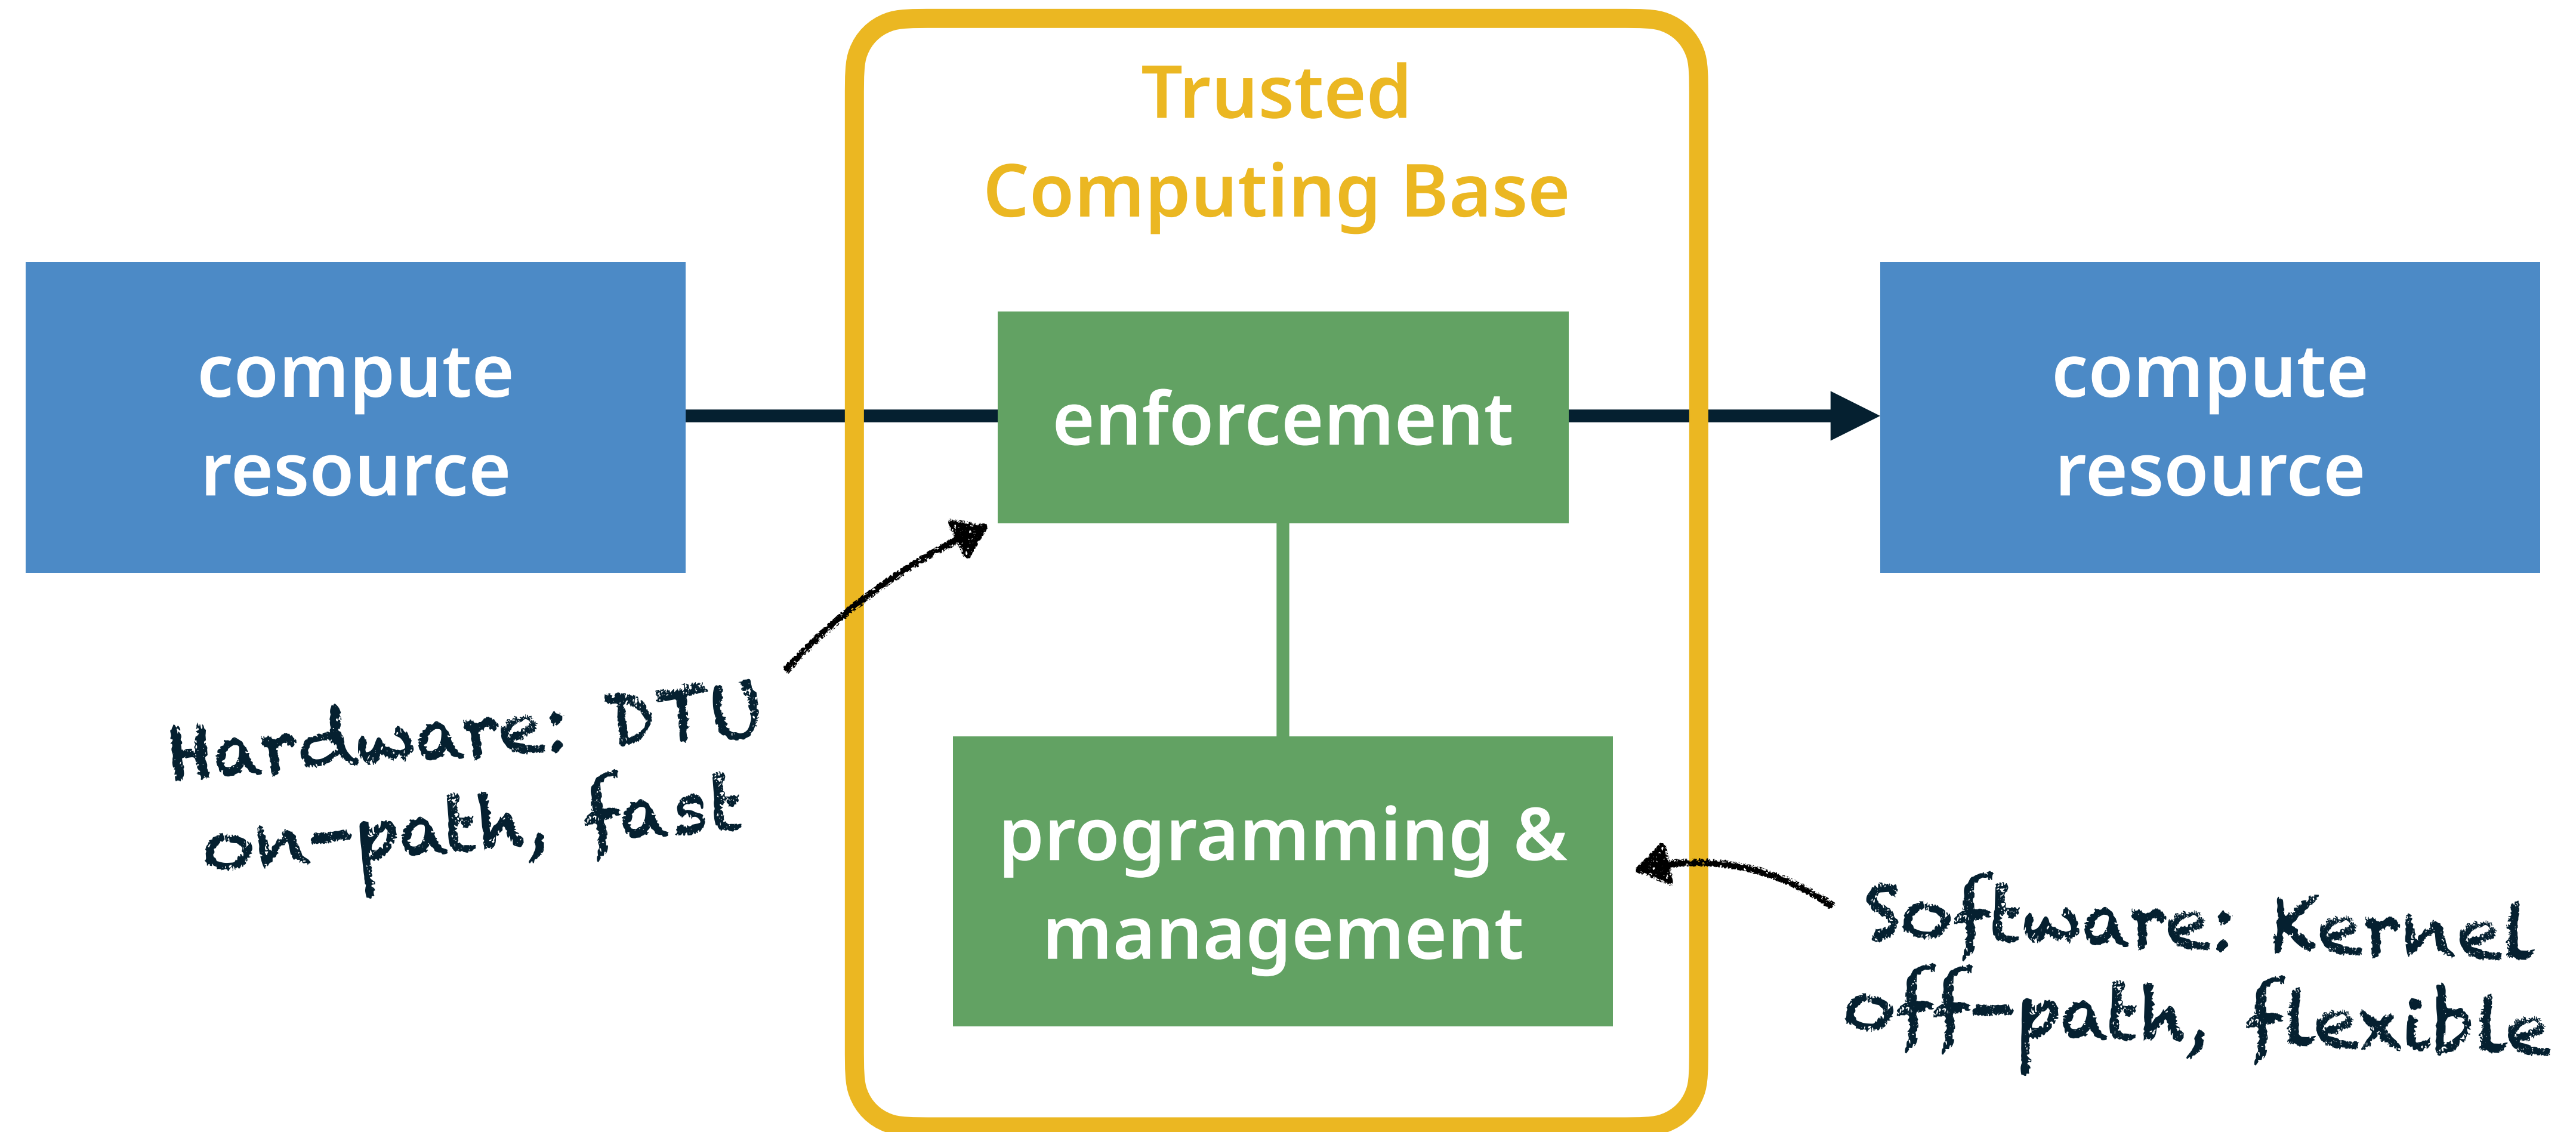 Trusted
Computing Base
compute
resource
enforcement
compute
resource
Hardware: DTU
on-path, fast
programming &
management
Software: Kernel
off-path, flexible